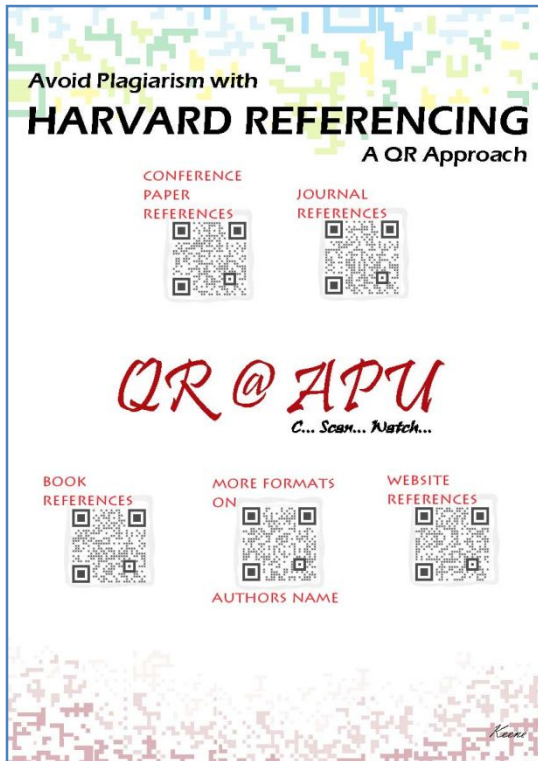 Avoid Plagiarism with
HARVARD REFERENCING
A QR Approach
CONFERENCE
PAPER
REFERENCES
JOURNAL
REFERENCES
QR @ APU
C... Scan... Watch...
BOOK
REFERENCES
MORE FORMATS
ON
AUTHORS NAME
WEBSITE
REFERENCES